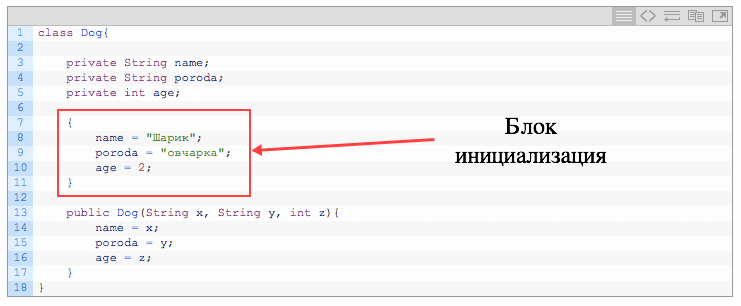 1 class Dog{
2
3     private String name;
4     private String poroda;
5     private int age;
6
7     {
8         name = "Шарик";
9         poroda = "овчарка";
10         age = 2;
11     }
12
13     public Dog(String x, String y, int z){
14         name = x;
15         poroda = y;
16         age = z;
17     }
18 }
Блок
инициализация